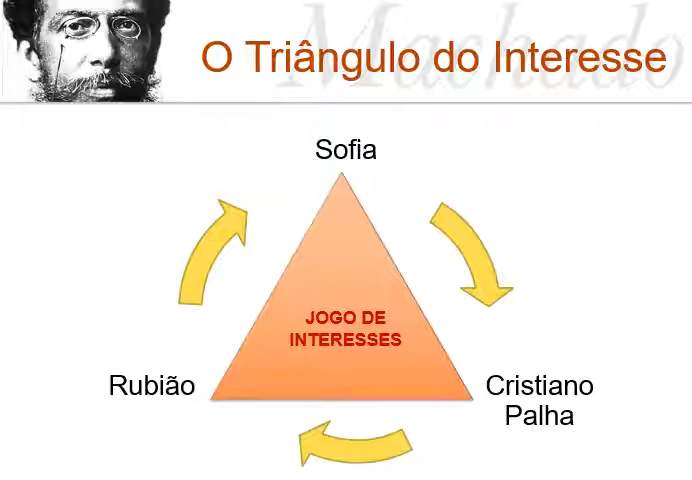 Machado
O Triângulo do Interesse
Sofia
JOGO DE
INTERESSES
Rubião
Cristiano
Palha